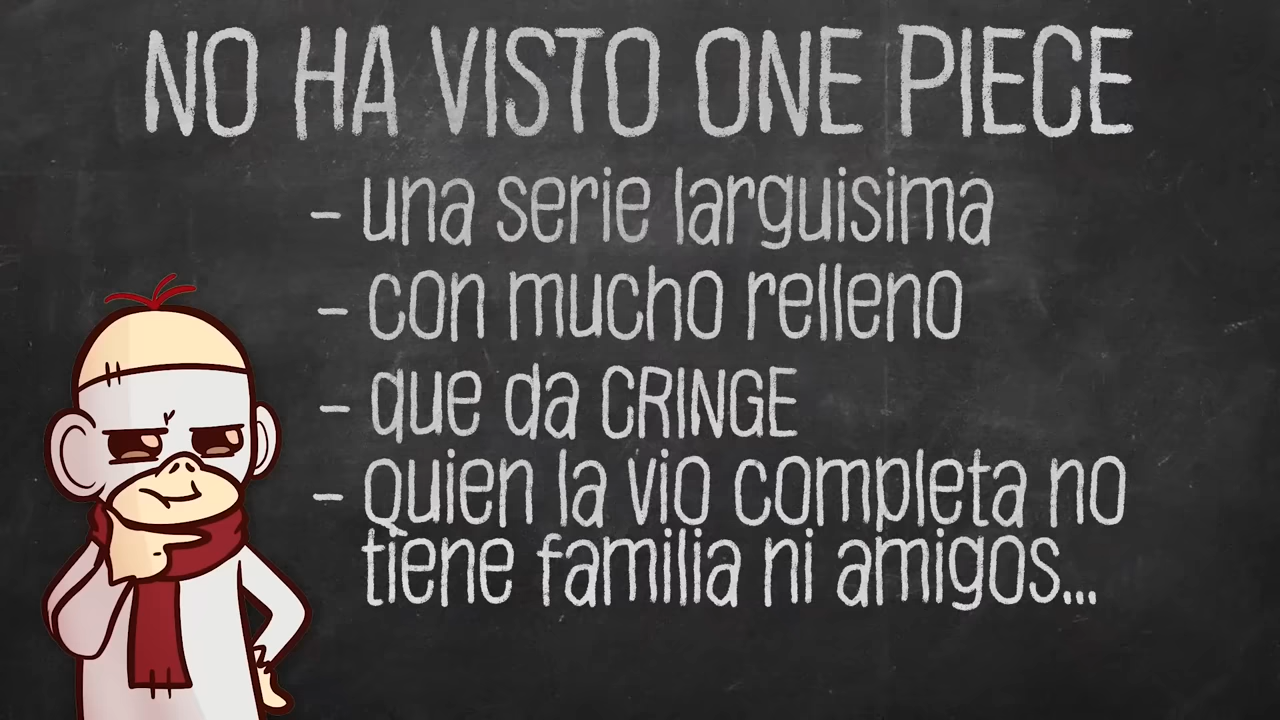 NO HA VISTO ONE PIECE
- una serie larguisima
- con mucho relleno
- que da CRINGE
- Quien la vio completa no
tiene familia ni amigos...